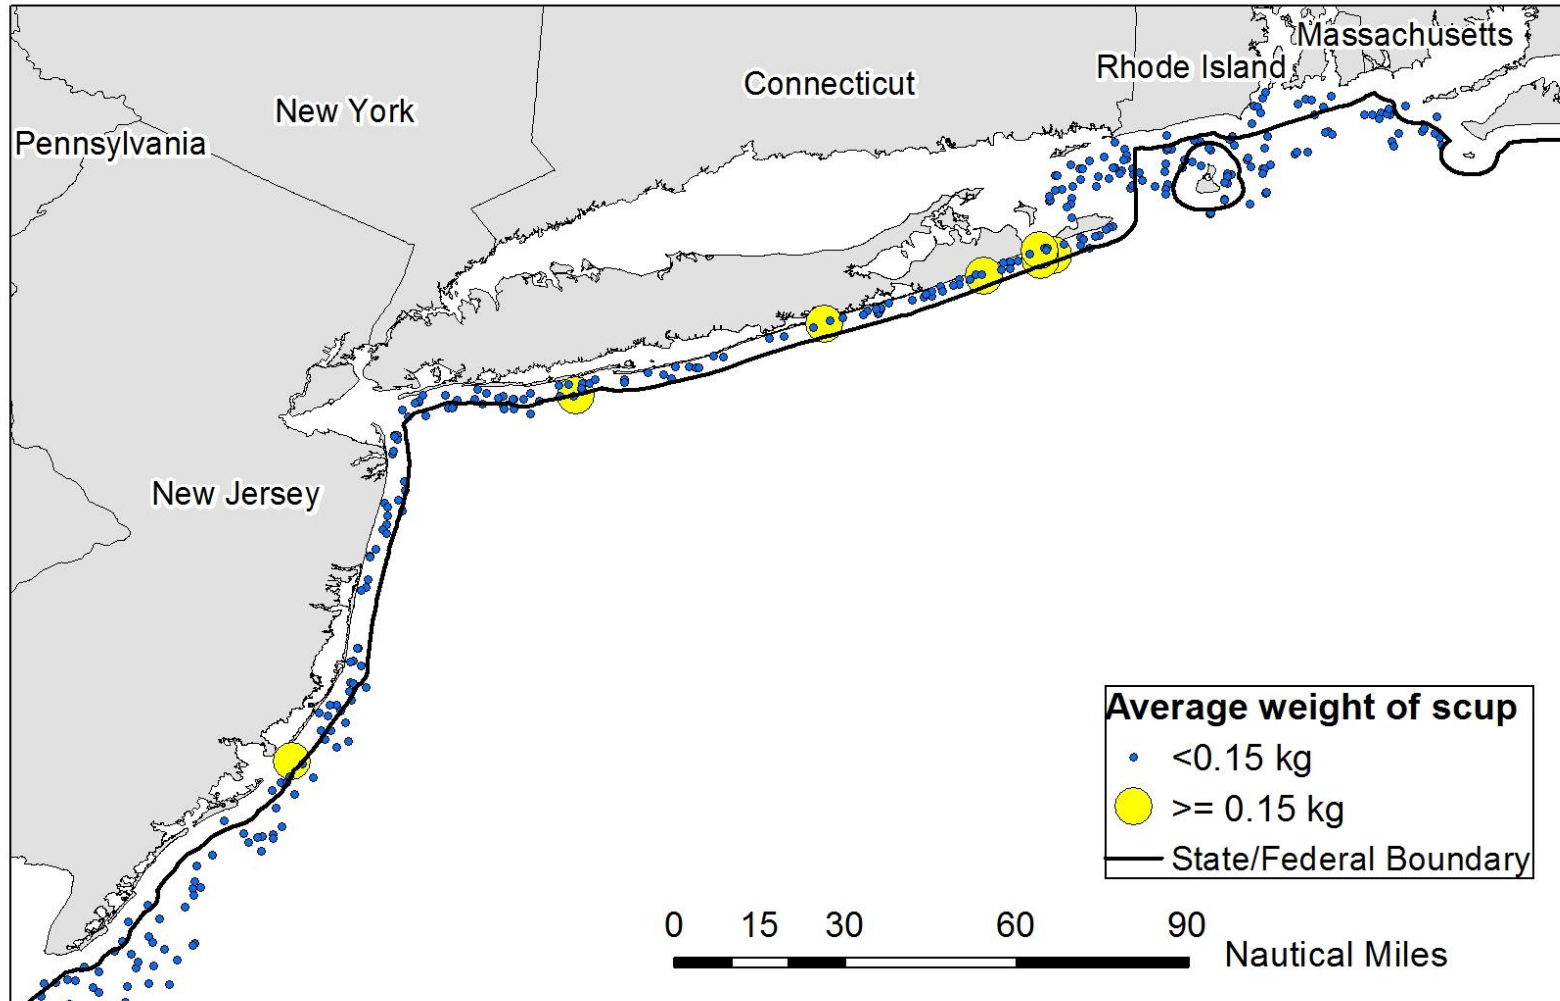 Massachusetts
Rhode Island
Connecticut
New York
Pennsylvania
New Jersey
Average weight of scup
<0.15 kg
>= 0.15 kg
State/Federal Boundary
0 15 30 60 90
Nautical Miles